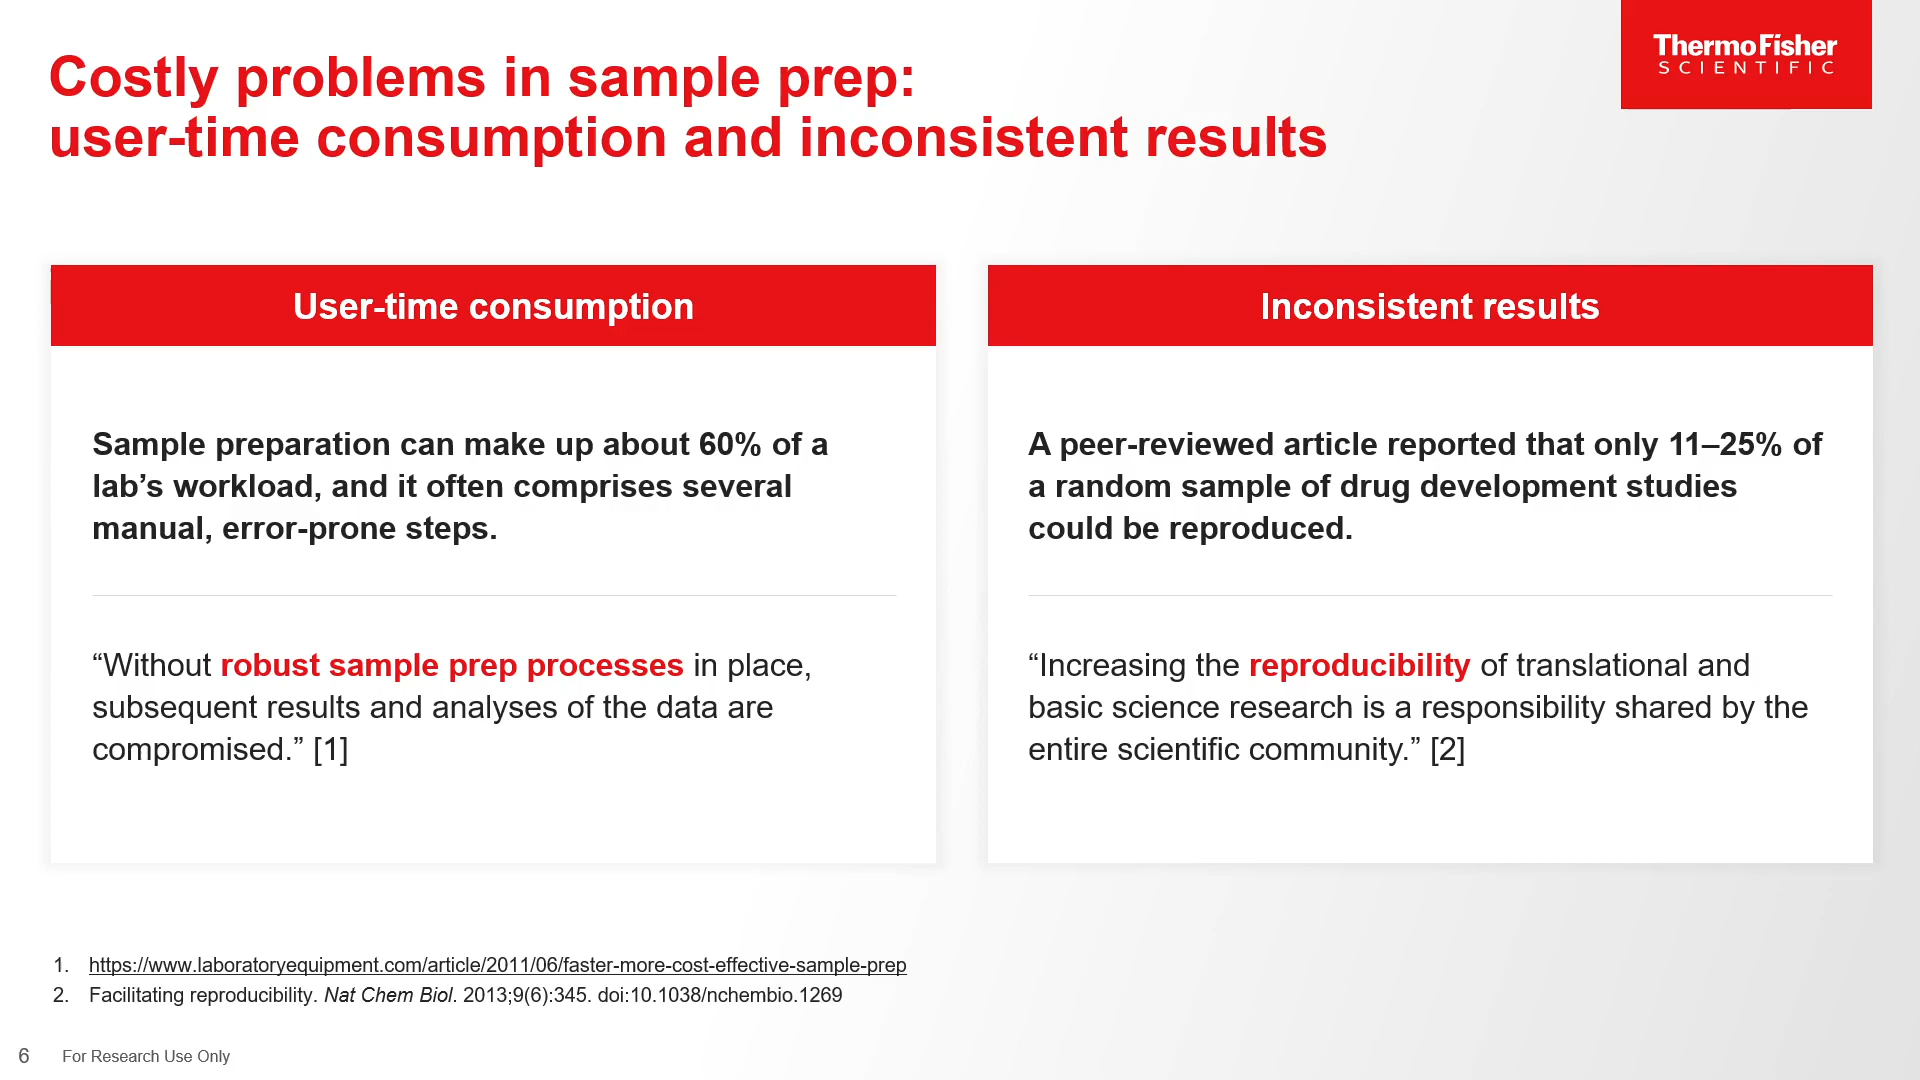 ThermoFisher
SCIENTIFIC
Costly problems in sample prep:
user-time consumption and inconsistent results
User-time consumption
Sample preparation can make up about 60% of a
lab’s workload, and it often comprises several
manual, error-prone steps.
“Without robust sample prep processes in place,
subsequent results and analyses of the data are
compromised.” [1]
Inconsistent results
A peer-reviewed article reported that only 11–25% of
a random sample of drug development studies
could be reproduced.
“Increasing the reproducibility of translational and
basic science research is a responsibility shared by the
entire scientific community.” [2]
1. https://www.laboratoryequipment.com/article/2011/06/faster-more-cost-effective-sample-prep
2. Facilitating reproducibility. Nat Chem Biol. 2013;9(6):345. doi:10.1038/nchembio.1269
6 For Research Use Only